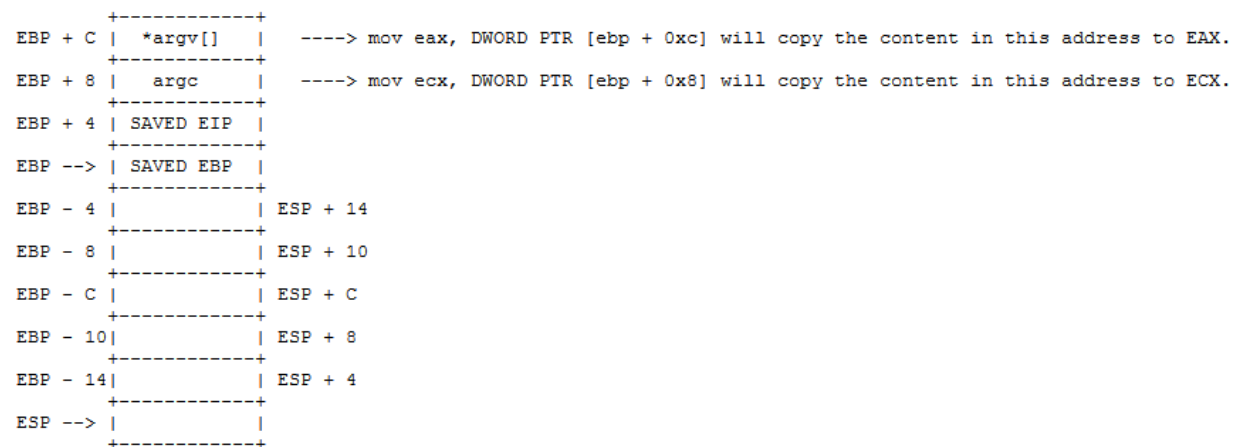 +------------+
EBP + C | *argv[] | ----> mov eax, DWORD PTR [ebp + 0xc] will copy the content in this address to EAX.
+------------+
EBP + 8 | argc | ----> mov ecx, DWORD PTR [ebp + 0x8] will copy the content in this address to ECX.
+------------+
EBP + 4 | SAVED EIP |
+------------+
EBP --> | SAVED EBP |
+------------+
EBP - 4 | | ESP + 14
+------------+
EBP - 8 | | ESP + 10
+------------+
EBP - C | | ESP + C
+------------+
EBP - 10| | ESP + 8
+------------+
EBP - 14| | ESP + 4
+------------+
ESP --> | |
+------------+